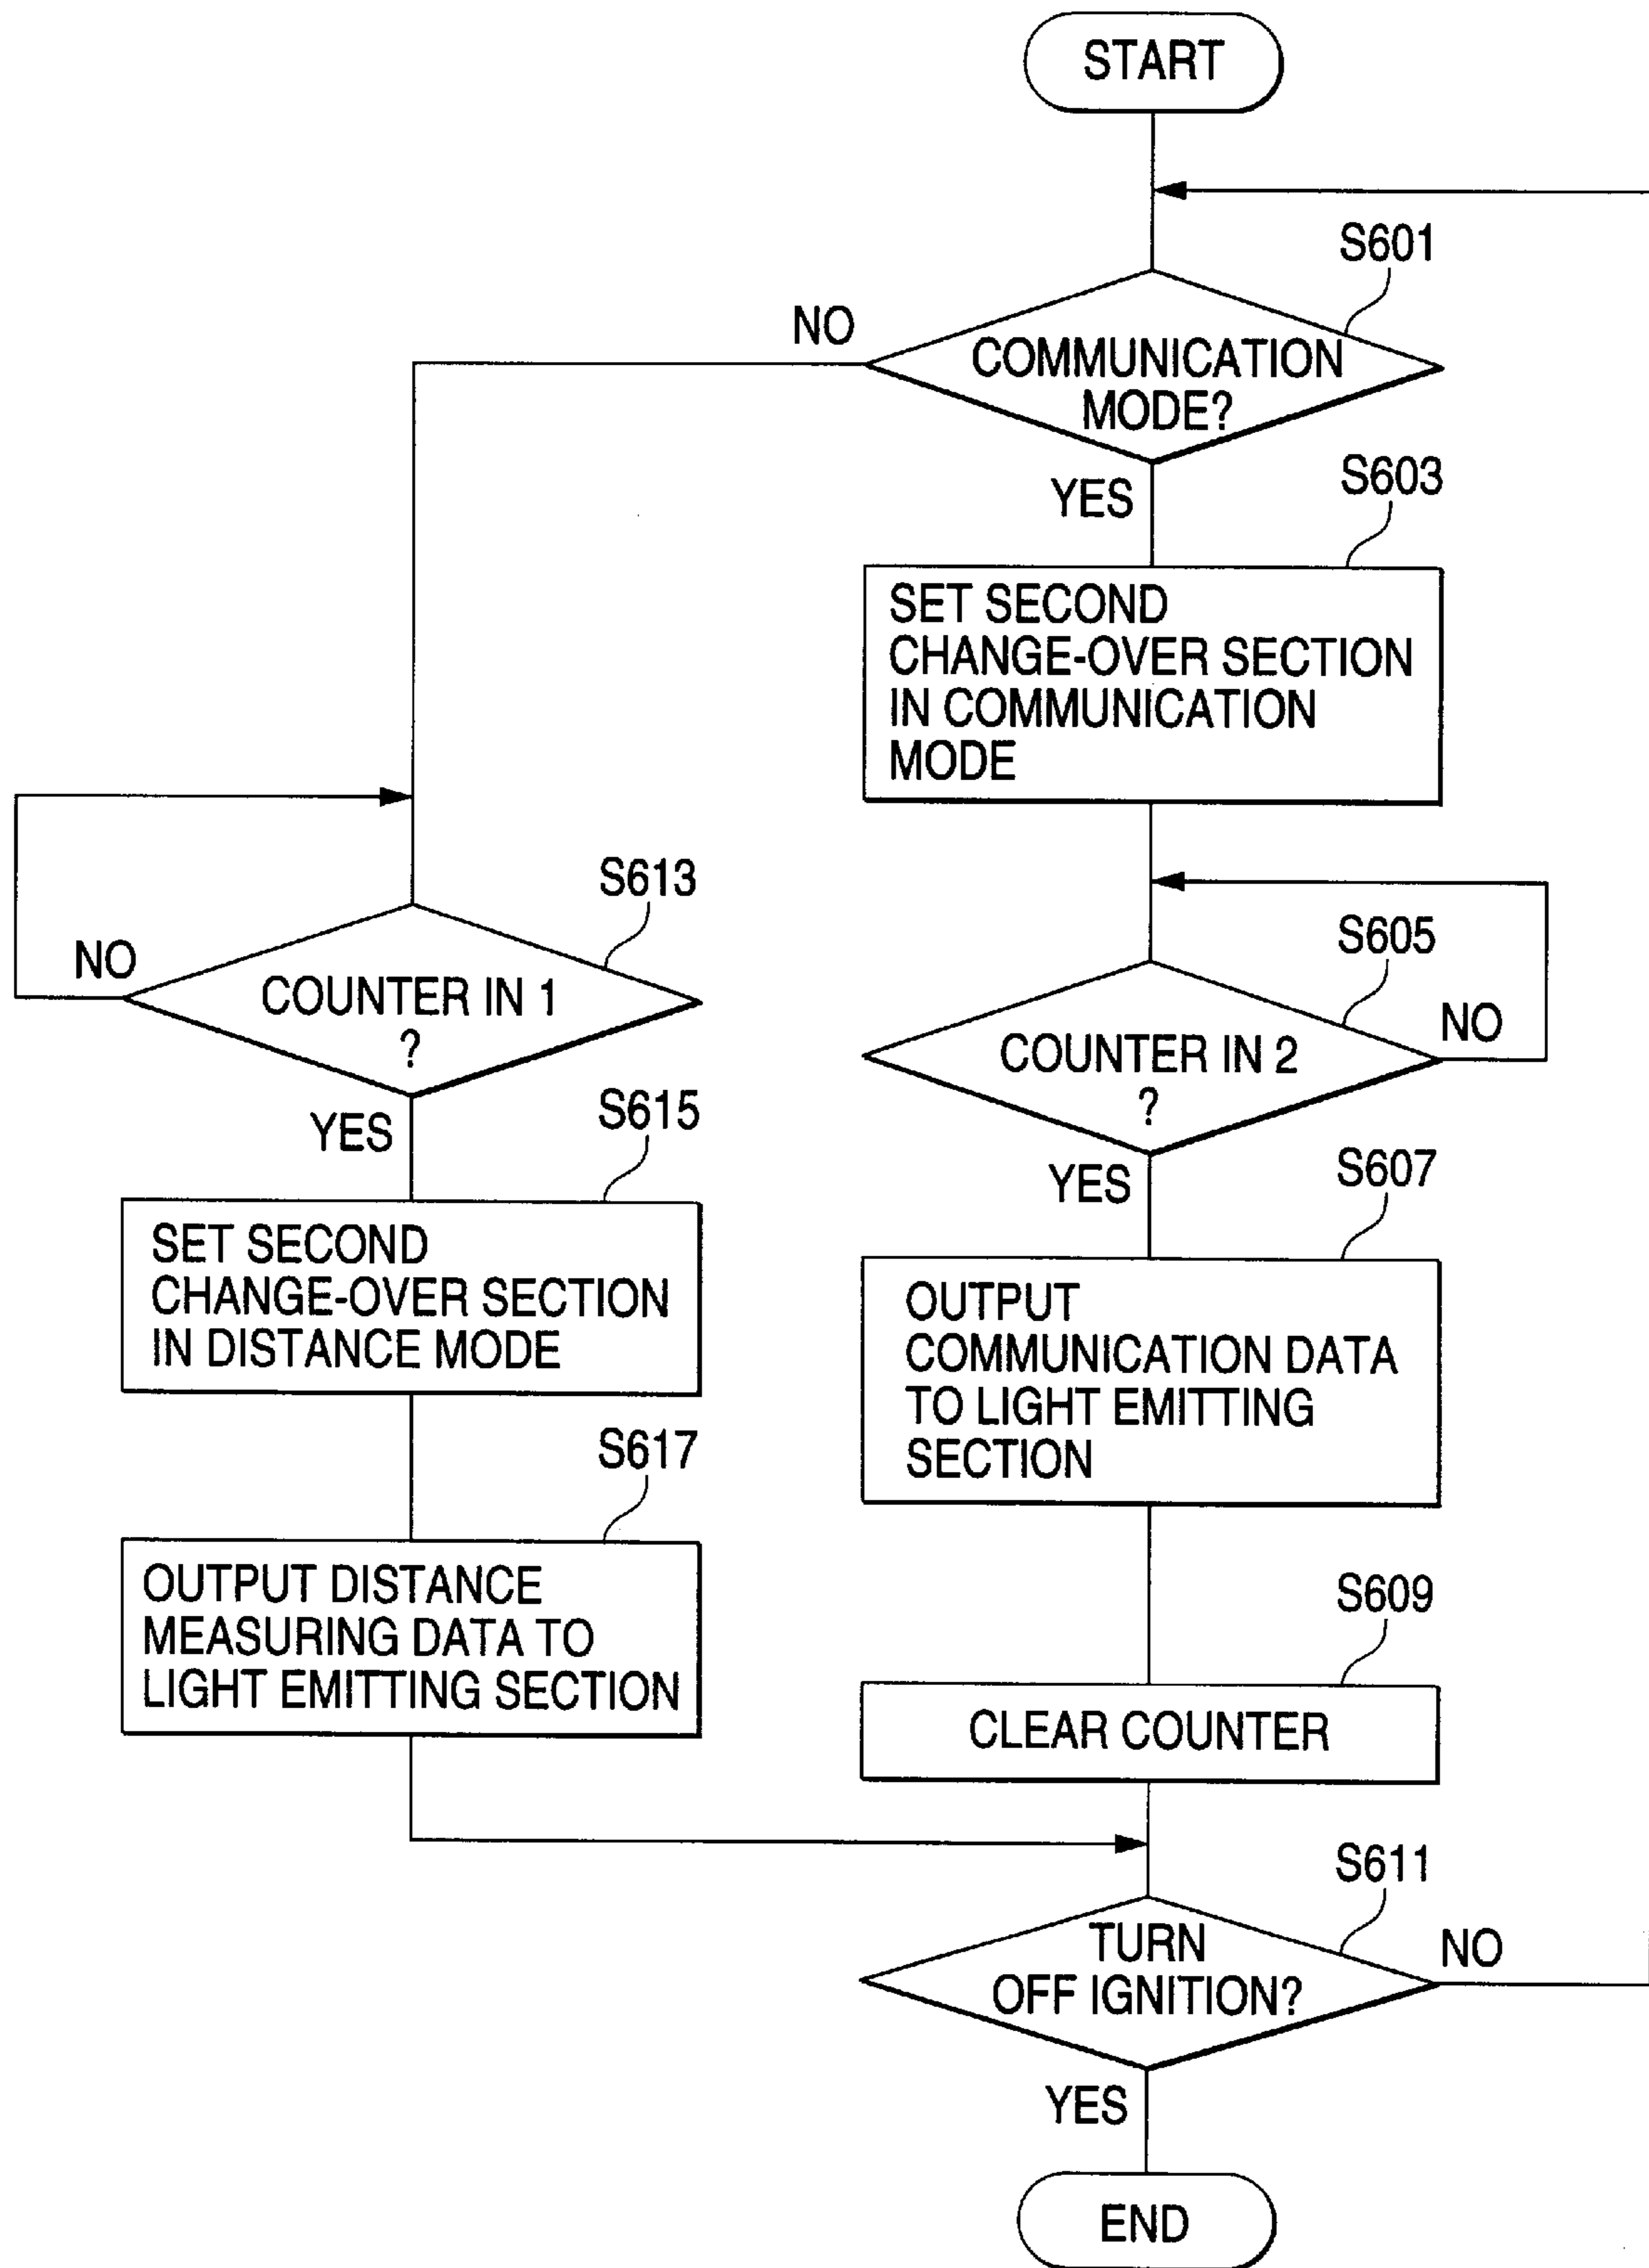 START
S601
NO
COMMUNICATION
MODE?
YES
S603
SET SECOND
CHANGE-OVER SECTION
IN COMMUNICATION
MODE
S605
COUNTER IN 2
?
NO
YES
S607
OUTPUT
COMMUNICATION DATA
TO LIGHT EMITTING
SECTION
S609
CLEAR COUNTER
S613
NO
COUNTER IN 1
?
YES
S615
SET SECOND
CHANGE-OVER SECTION
IN DISTANCE MODE
S617
OUTPUT DISTANCE
MEASURING DATA TO
LIGHT EMITTING SECTION
S611
TURN
OFF IGNITION?
NO
YES
END